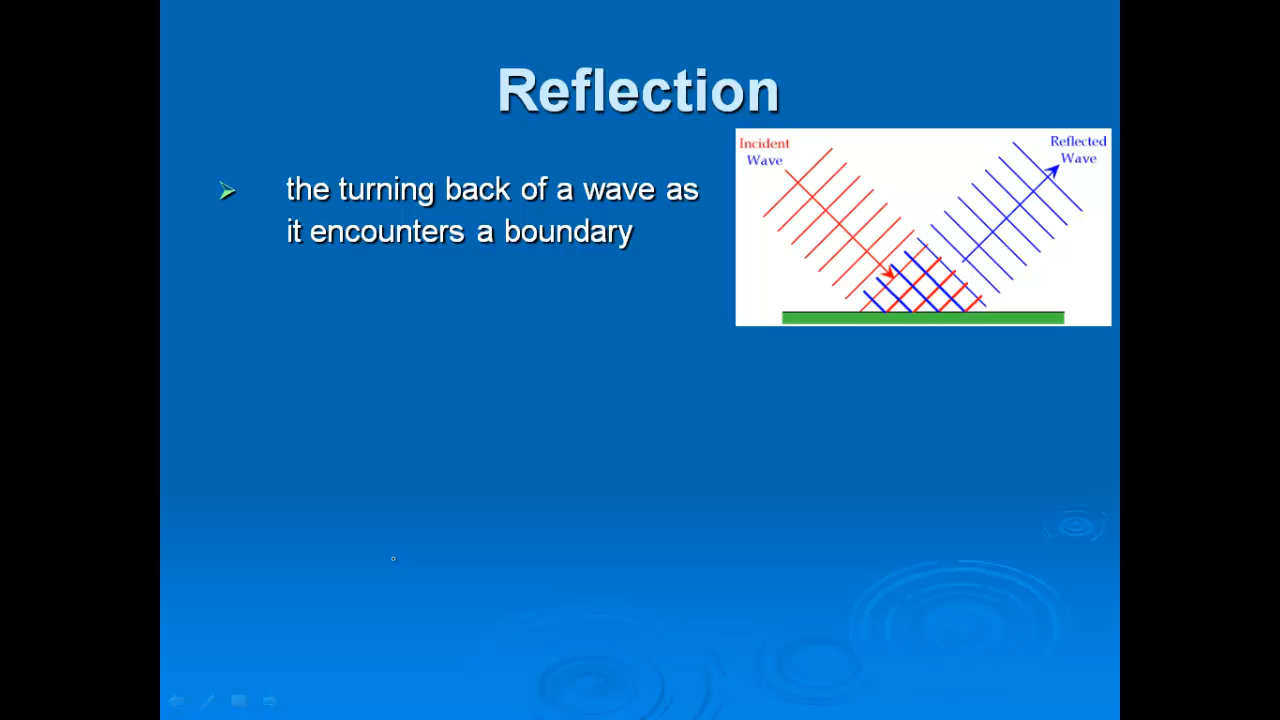 Reflection
the turning back of a wave as
it encounters a boundary
Incident
Wave
Reflected
Wave